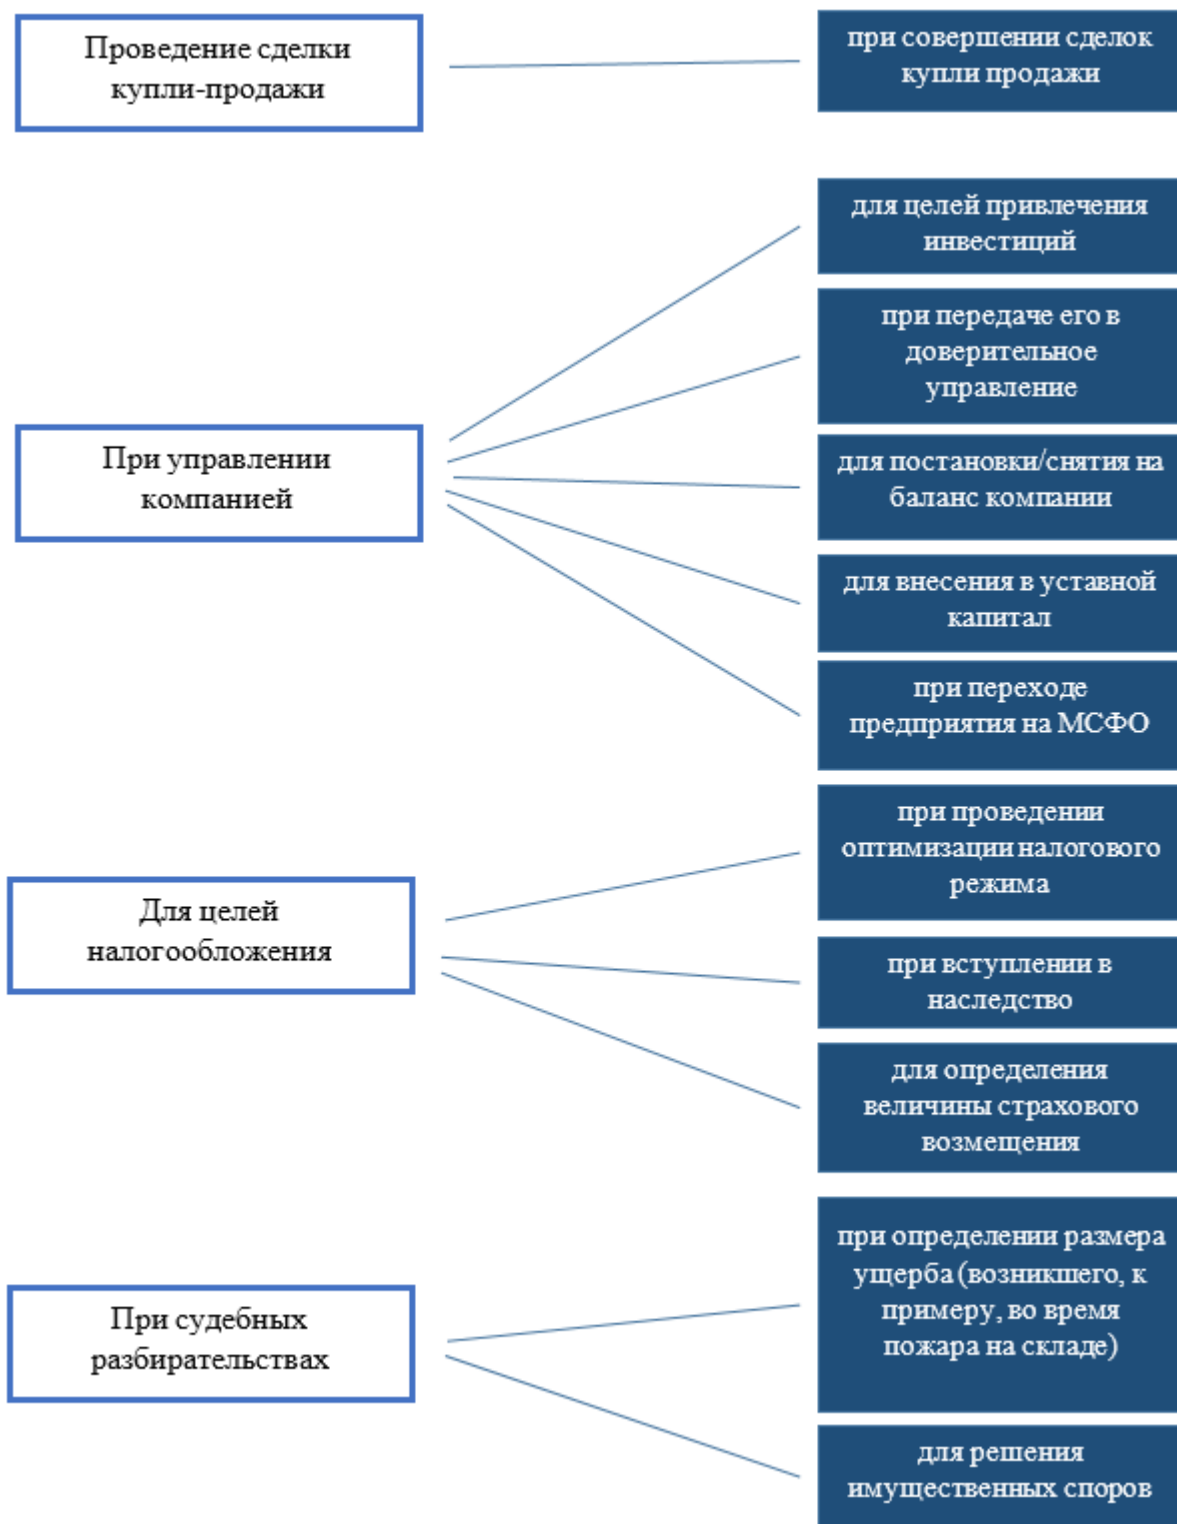 Проведение сделки
купли-продажи
при совершении сделок
купли продажи
При управлении
компанией
для целей привлечения
инвестиций
при передаче его в
доверительное
управление
для постановки/снятия на
баланс компании
для внесения в уставной
капитал
при переходе
предприятия на МСФО
Для целей
налогообложения
при проведении
оптимизации налогового
режима
при вступлении в
наследство
для определения
величины страхового
возмещения
При судебных
разбирательствах
при определении размера
ущерба (возникшего, к
примеру, во время
пожара на складе)
для решения
имущественных споров